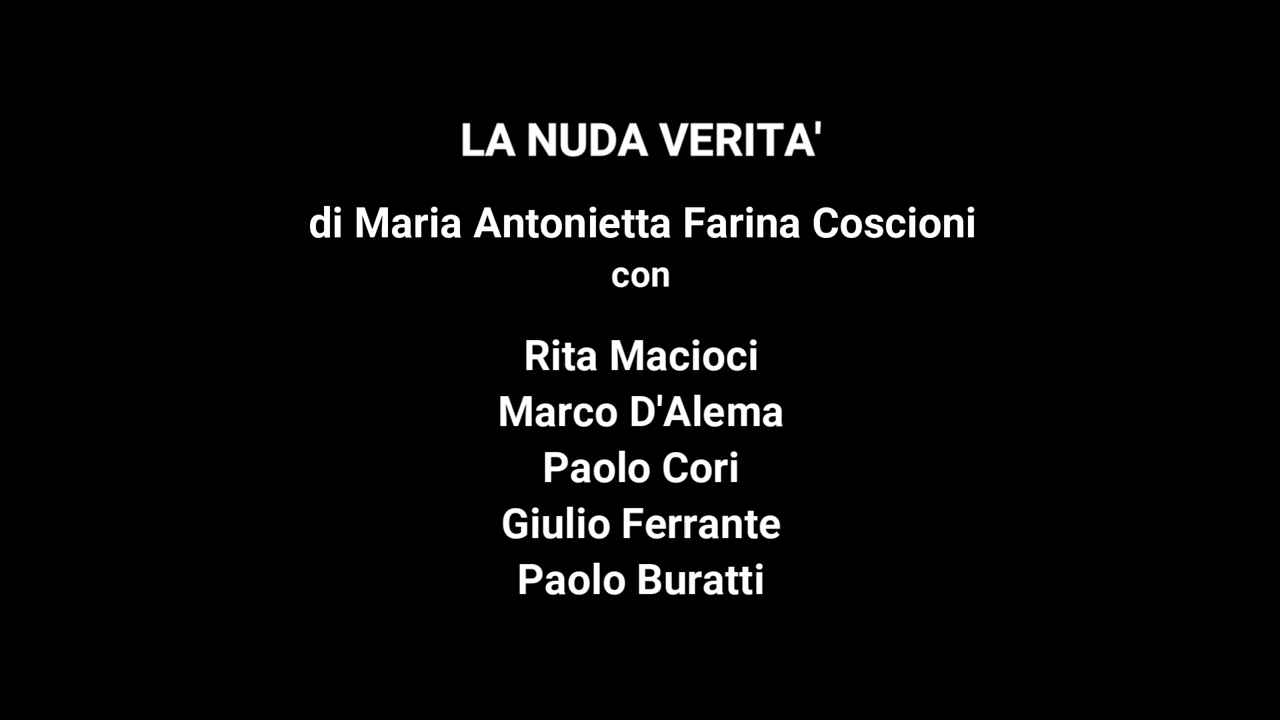 LA NUDA VERITA'
di Maria Antonietta Farina Coscioni
con
Rita Macioci
Marco D'Alema
Paolo Cori
Giulio Ferrante
Paolo Buratti